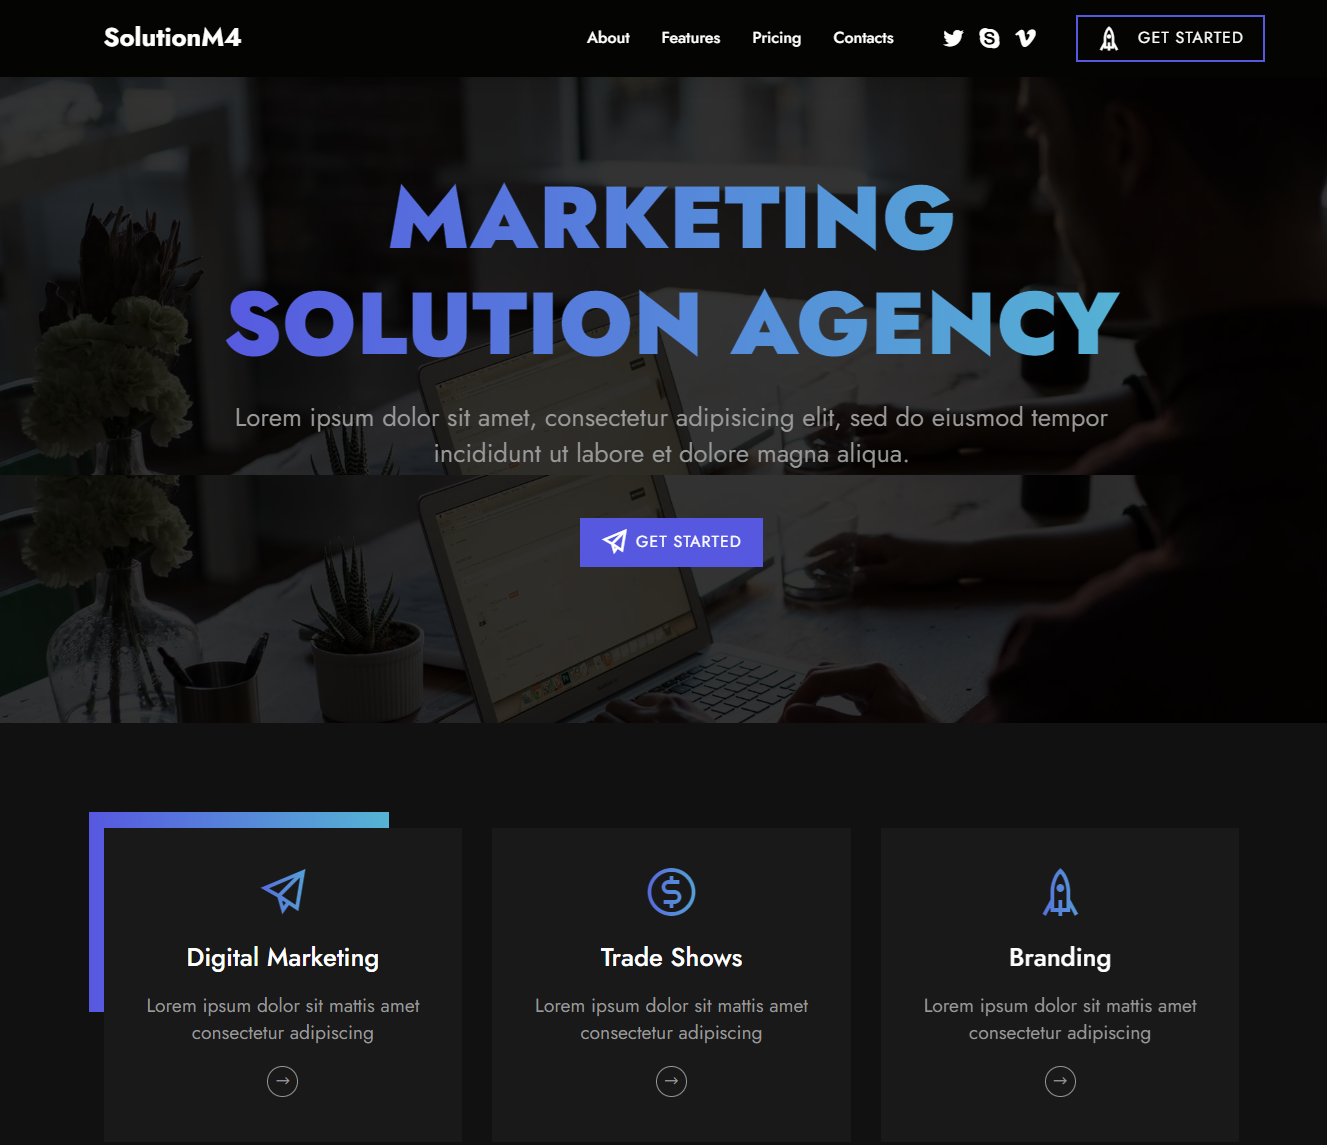 SolutionM4
About Features Pricing Contacts
GET STARTED
MARKETING
SOLUTION AGENCY
Lorem ipsum dolor sit amet, consectetur adipisicing elit, sed do eiusmod tempor
incididunt ut labore et dolore magna aliqua.
GET STARTED
Digital Marketing
Lorem ipsum dolor sit mattis amet
consectetur adipiscing
Trade Shows
Lorem ipsum dolor sit mattis amet
consectetur adipiscing
Branding
Lorem ipsum dolor sit mattis amet
consectetur adipiscing